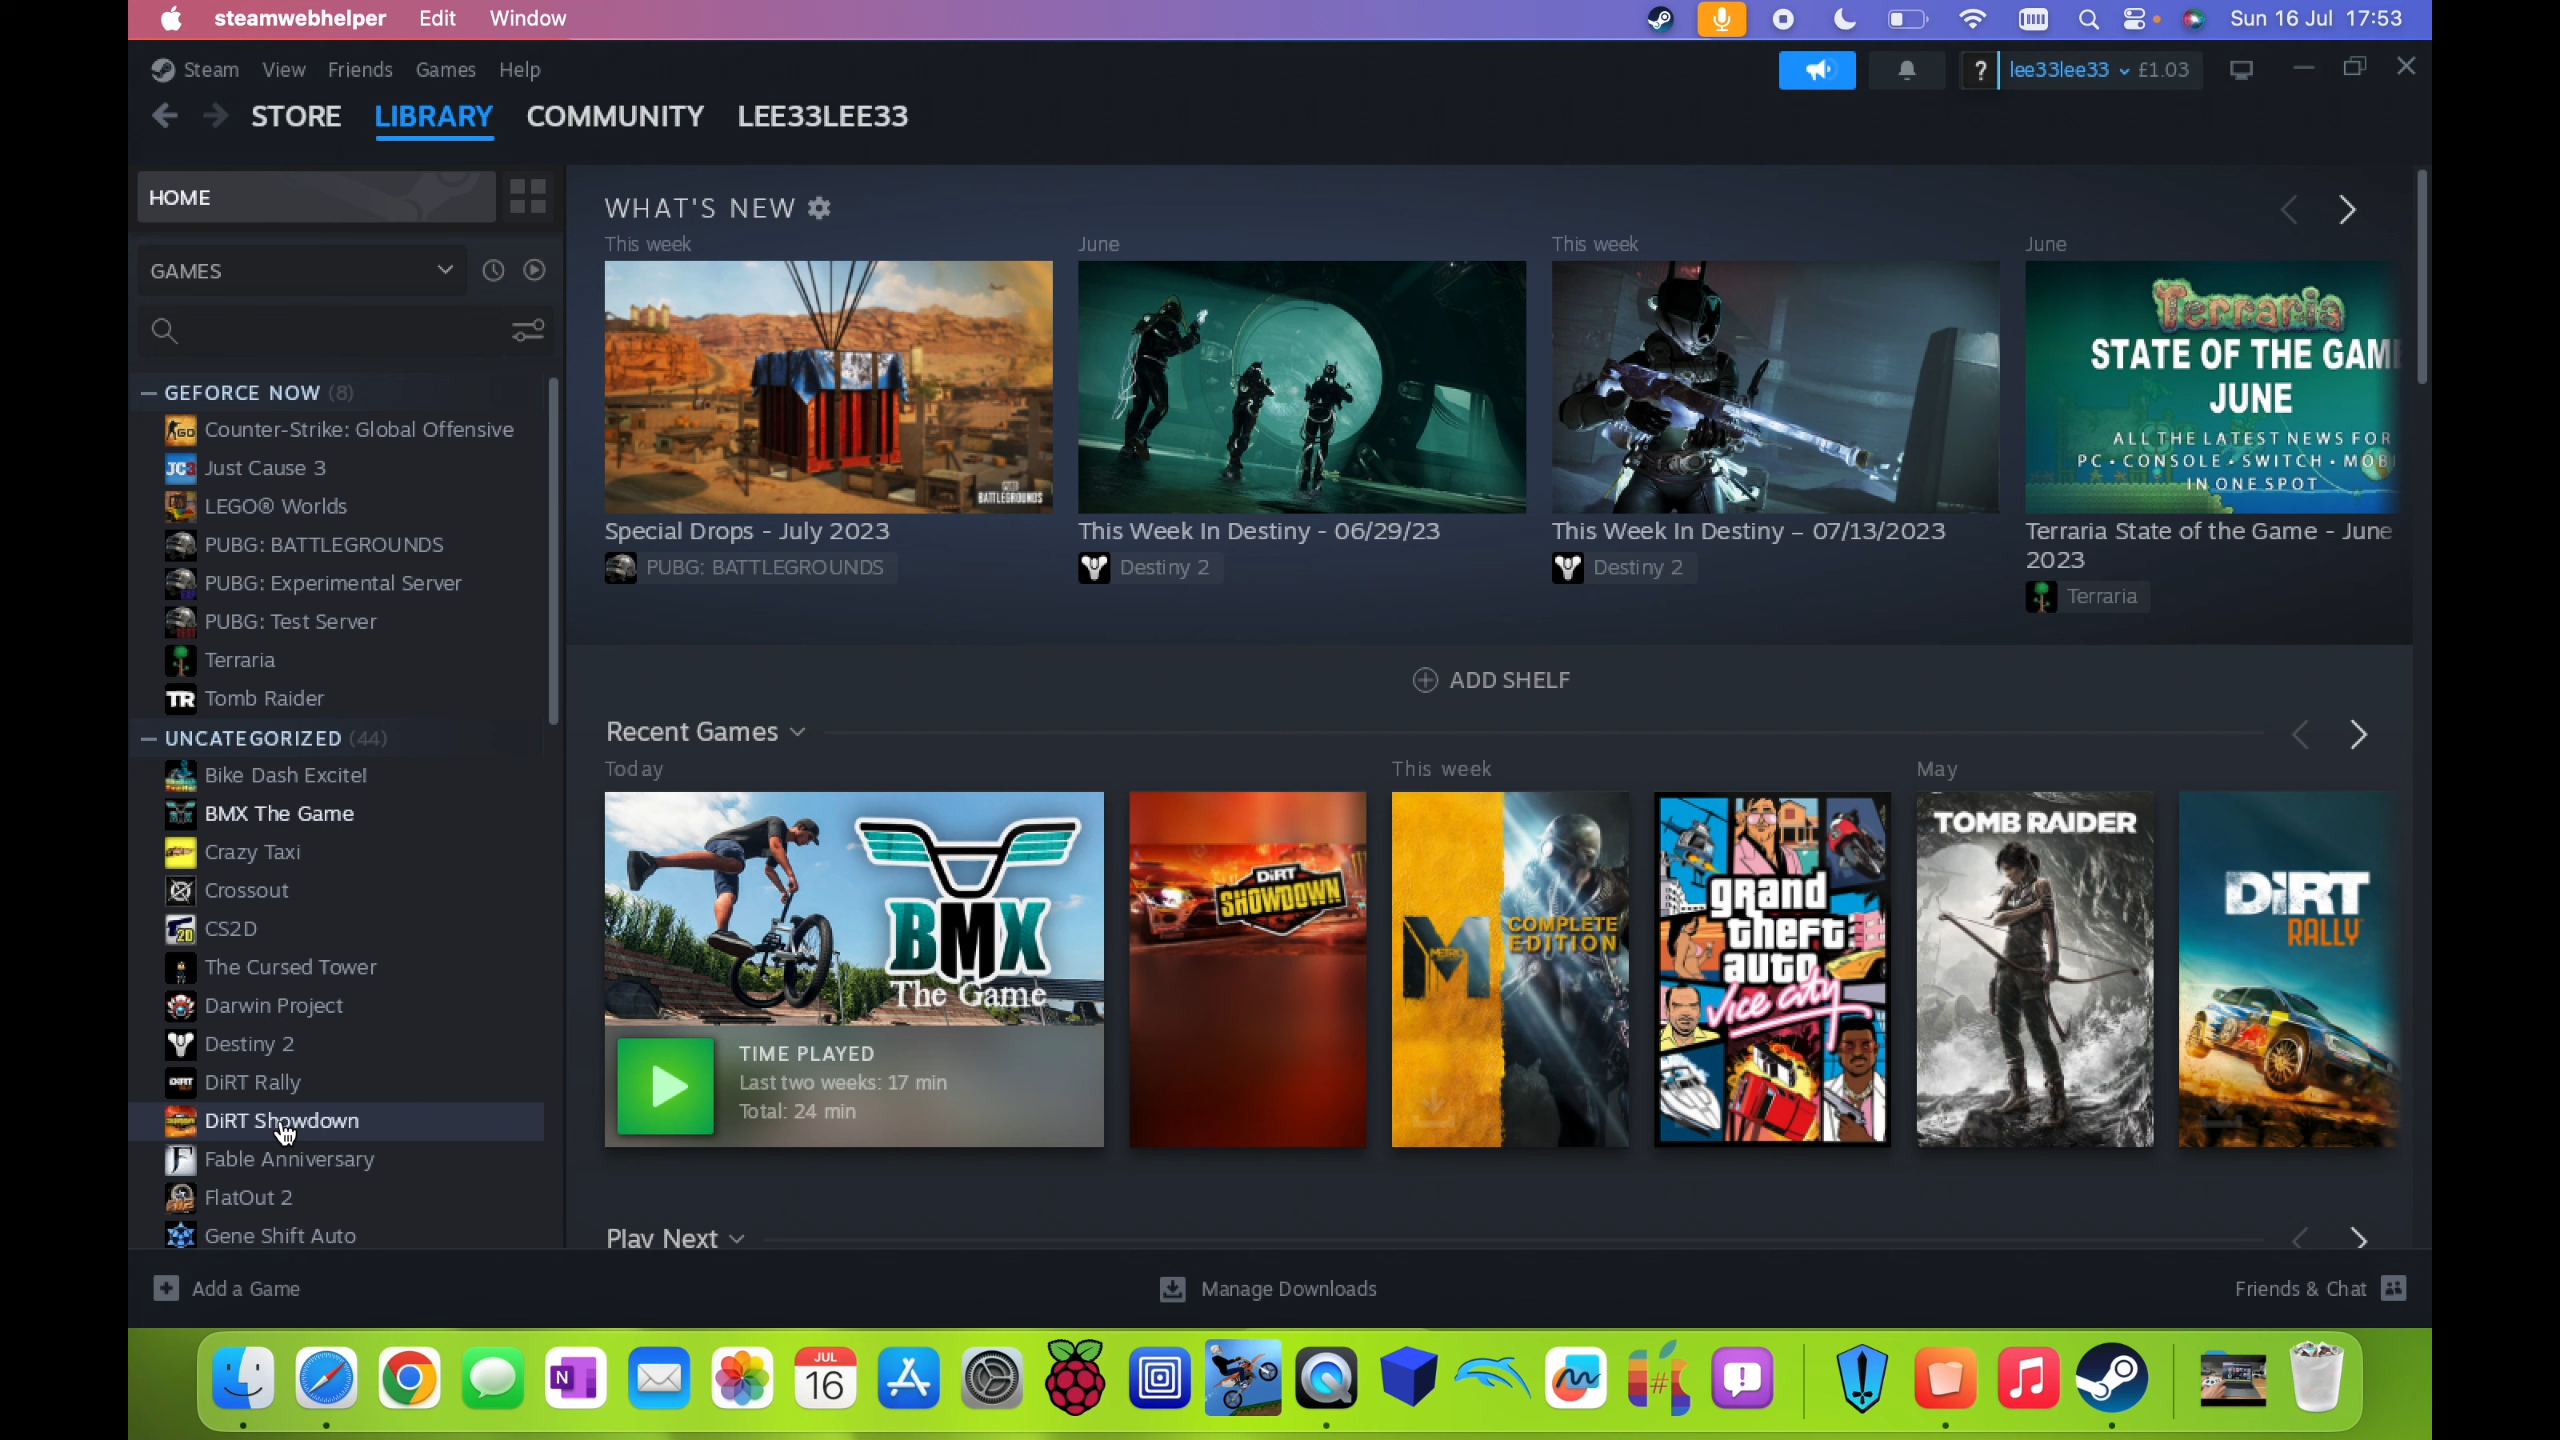 steamwebhelper Edit Window
Sun 16 Jul 17:53
Steam View Friends Games Help
? lee33lee33 £1.03
STORE LIBRARY COMMUNITY LEE33LEE33
HOME
GAMES
GEFORCE NOW (8)
Counter-Strike: Global Offensive
Just Cause 3
LEGO® Worlds
PUBG: BATTLEGROUNDS
PUBG: Experimental Server
PUBG: Test Server
Terraria
Tomb Raider
UNCATEGORIZED (44)
Bike Dash Excite!
BMX The Game
Crazy Taxi
Crossout
CS2D
The Cursed Tower
Darwin Project
Destiny 2
DiRT Rally
DiRT Showdown
Fable Anniversary
FlatOut 2
Gene Shift Auto
WHAT'S NEW
This week
June
This week
June
BATTLEGROUNDS
Terraria
STATE OF THE GAME
JUNE
ALL THE LATEST NEWS FOR
PC • CONSOLE • SWITCH • MOBI
IN ONE SPOT
Special Drops - July 2023
PUBG: BATTLEGROUNDS
This Week In Destiny - 06/29/23
Destiny 2
This Week In Destiny – 07/13/2023
Destiny 2
Terraria State of the Game - June
2023
Terraria
ADD SHELF
Recent Games
Today
This week
May
BMX
The Game
TIME PLAYED
Last two weeks: 17 min
Total: 24 min
DiRT
SHOWDOWN
METRO
COMPLETE
EDITION
grand
theft
auto
vice city
TOMB RAIDER
DiRT
RALLY
Play Next
Add a Game
Manage Downloads
Friends & Chat
JUL
16